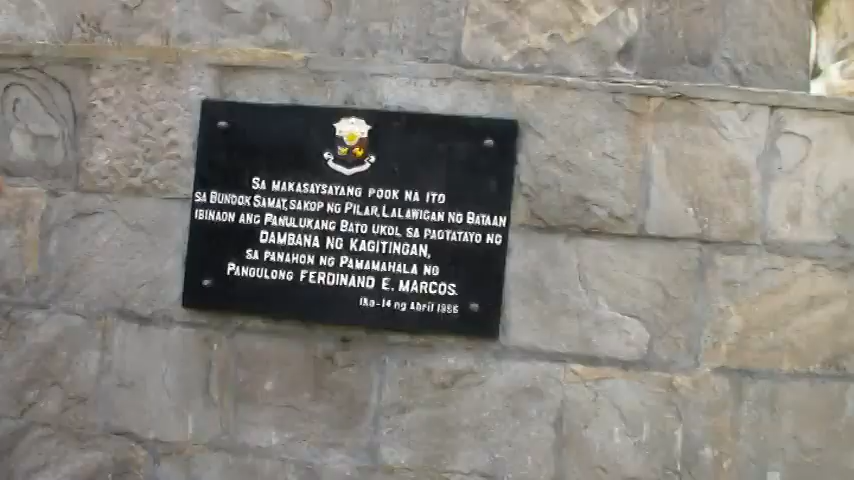 SA MAKASAYSAYANG POOK NA ITO
SA BUNDOK SAMAT, SAKOP NG PILAR, LALAWIGAN NG BATAAN
IBINAON ANG PANULUKANG BATO UKOL SA PAGTATAYO NG
DAMBANA NG KAGITINGAN,
SA PANAHON NG PAMAMAHALA NG
PANGULONG FERDINAND E. MARCOS.
IKA-14 ng Abril 1966